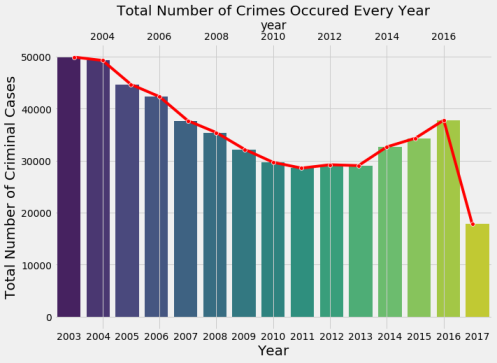 Total Number of Crimes Occured Every Year
year
2004 2006 2008 2010 2012 2014 2016
Total Number of Criminal Cases
50000
40000
30000
20000
10000
0
2003 2004 2005 2006 2007 2008 2009 2010 2011 2012 2013 2014 2015 2016 2017
Year